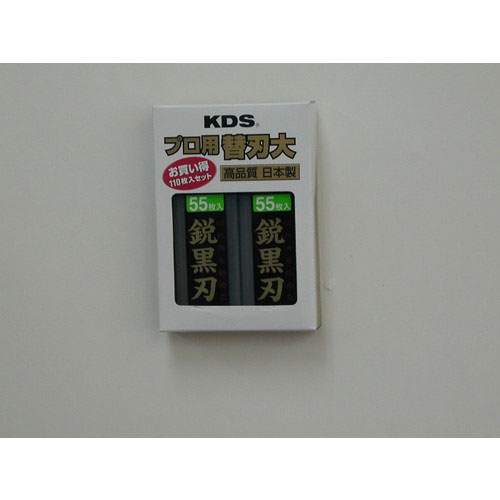 KDS®
プロ用替刃大
お買い得
110枚入セット
高品質 日本製
55枚入
鋭黒刃
55枚入
鋭黒刃